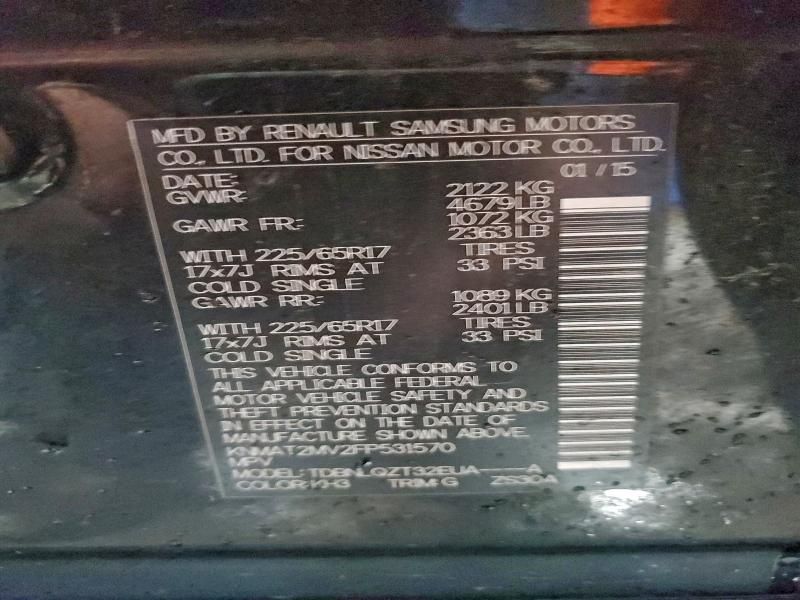 MFD BY RENAULT SAMSUNG MOTORS
CO., LTD. FOR NISSAN MOTOR CO., LTD.
DATE: 01 / 15
GVWR: 2122 KG
4679LB
GAWR FR: 1072 KG
2363LB
WITH 225/65R17 TIRES
17x7J RIMS AT 33 PSI
COLD SINGLE
GAWR RR: 1089 KG
2401LB
WITH 225/65R17 TIRES
17x7J RIMS AT 33 PSI
COLD SINGLE
THIS VEHICLE CONFORMS TO
ALL APPLICABLE FEDERAL
MOTOR VEHICLE SAFETY AND
THEFT PREVENTION STANDARDS
IN EFFECT ON THE DATE OF
MANUFACTURE SHOWN ABOVE.
KNMAT2MV2FP531570
MPV
MODEL: TDBNLQZT32EUA-----A
COLOR: KH3 TRIM: G ZS30A